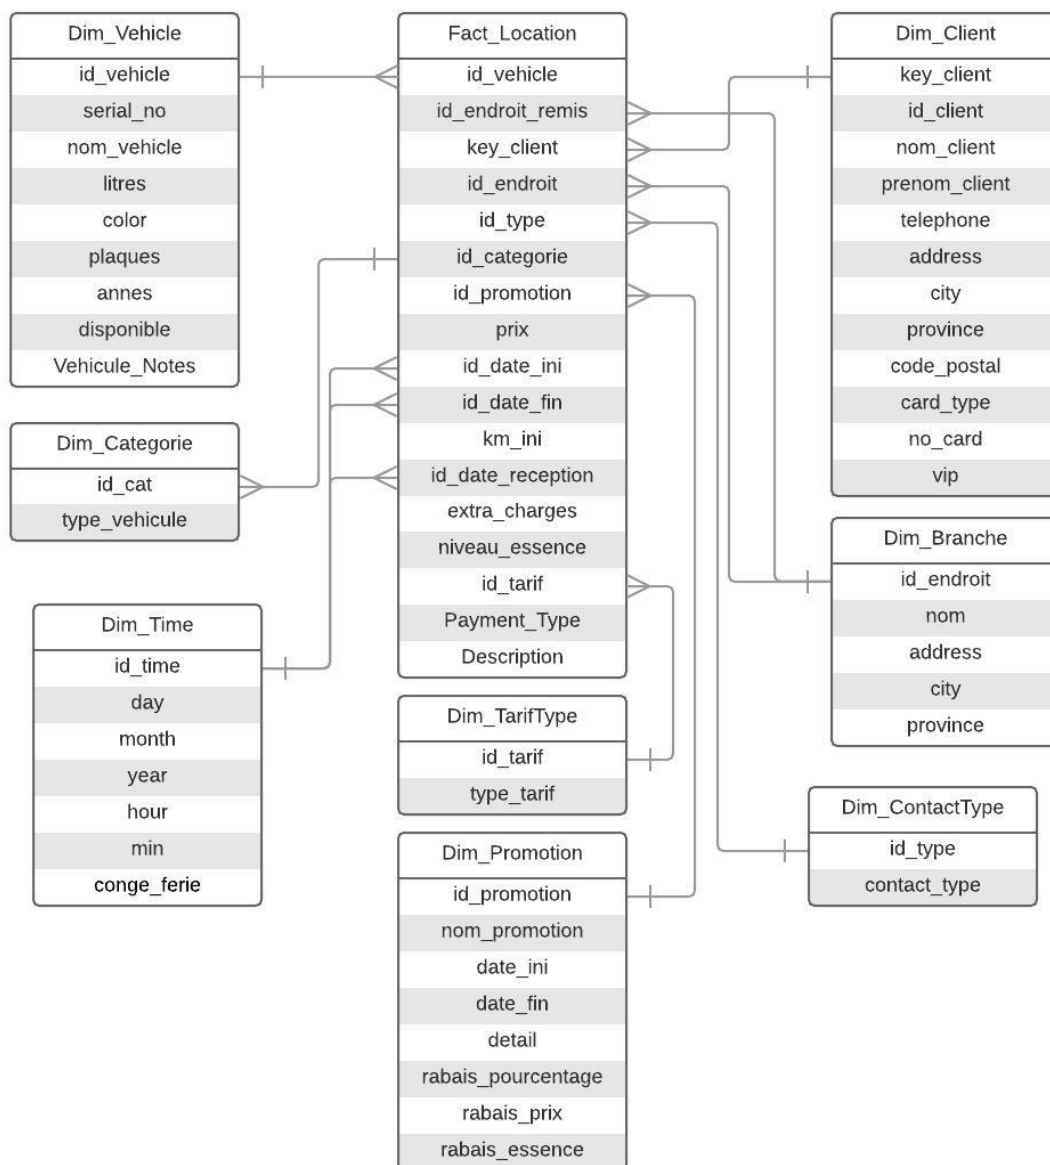 Dim_Vehicle
id_vehicle
serial_no
nom_vehicle
litres
color
plaques
annes
disponible
Vehicule_Notes
Dim_Categorie
id_cat
type_vehicule
Dim_Time
id_time
day
month
year
hour
min
conge_ferie
Fact_Location
id_vehicle
id_endroit_remis
key_client
id_endroit
id_type
id_categorie
id_promotion
prix
id_date_ini
id_date_fin
km_ini
id_date_reception
extra_charges
niveau_essence
id_tarif
Payment_Type
Description
Dim_TarifType
id_tarif
type_tarif
Dim_Promotion
id_promotion
nom_promotion
date_ini
date_fin
detail
rabais_pourcentage
rabais_prix
rabais_essence
Dim_Client
key_client
id_client
nom_client
prenom_client
telephone
address
city
province
code_postal
card_type
no_card
vip
Dim_Branche
id_endroit
nom
address
city
province
Dim_ContactType
id_type
contact_type